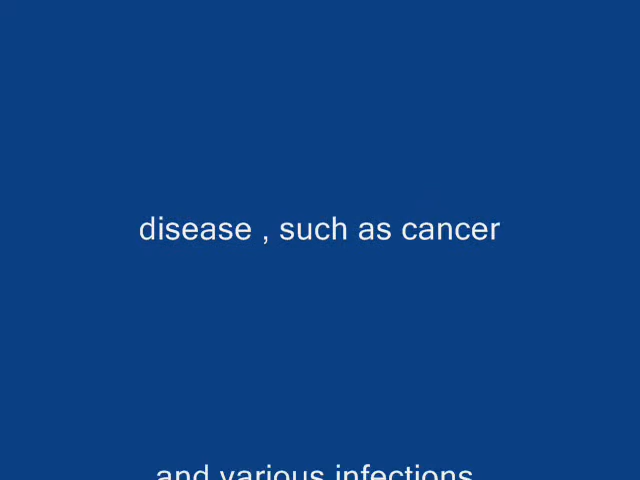 disease , such as cancer
and various infections